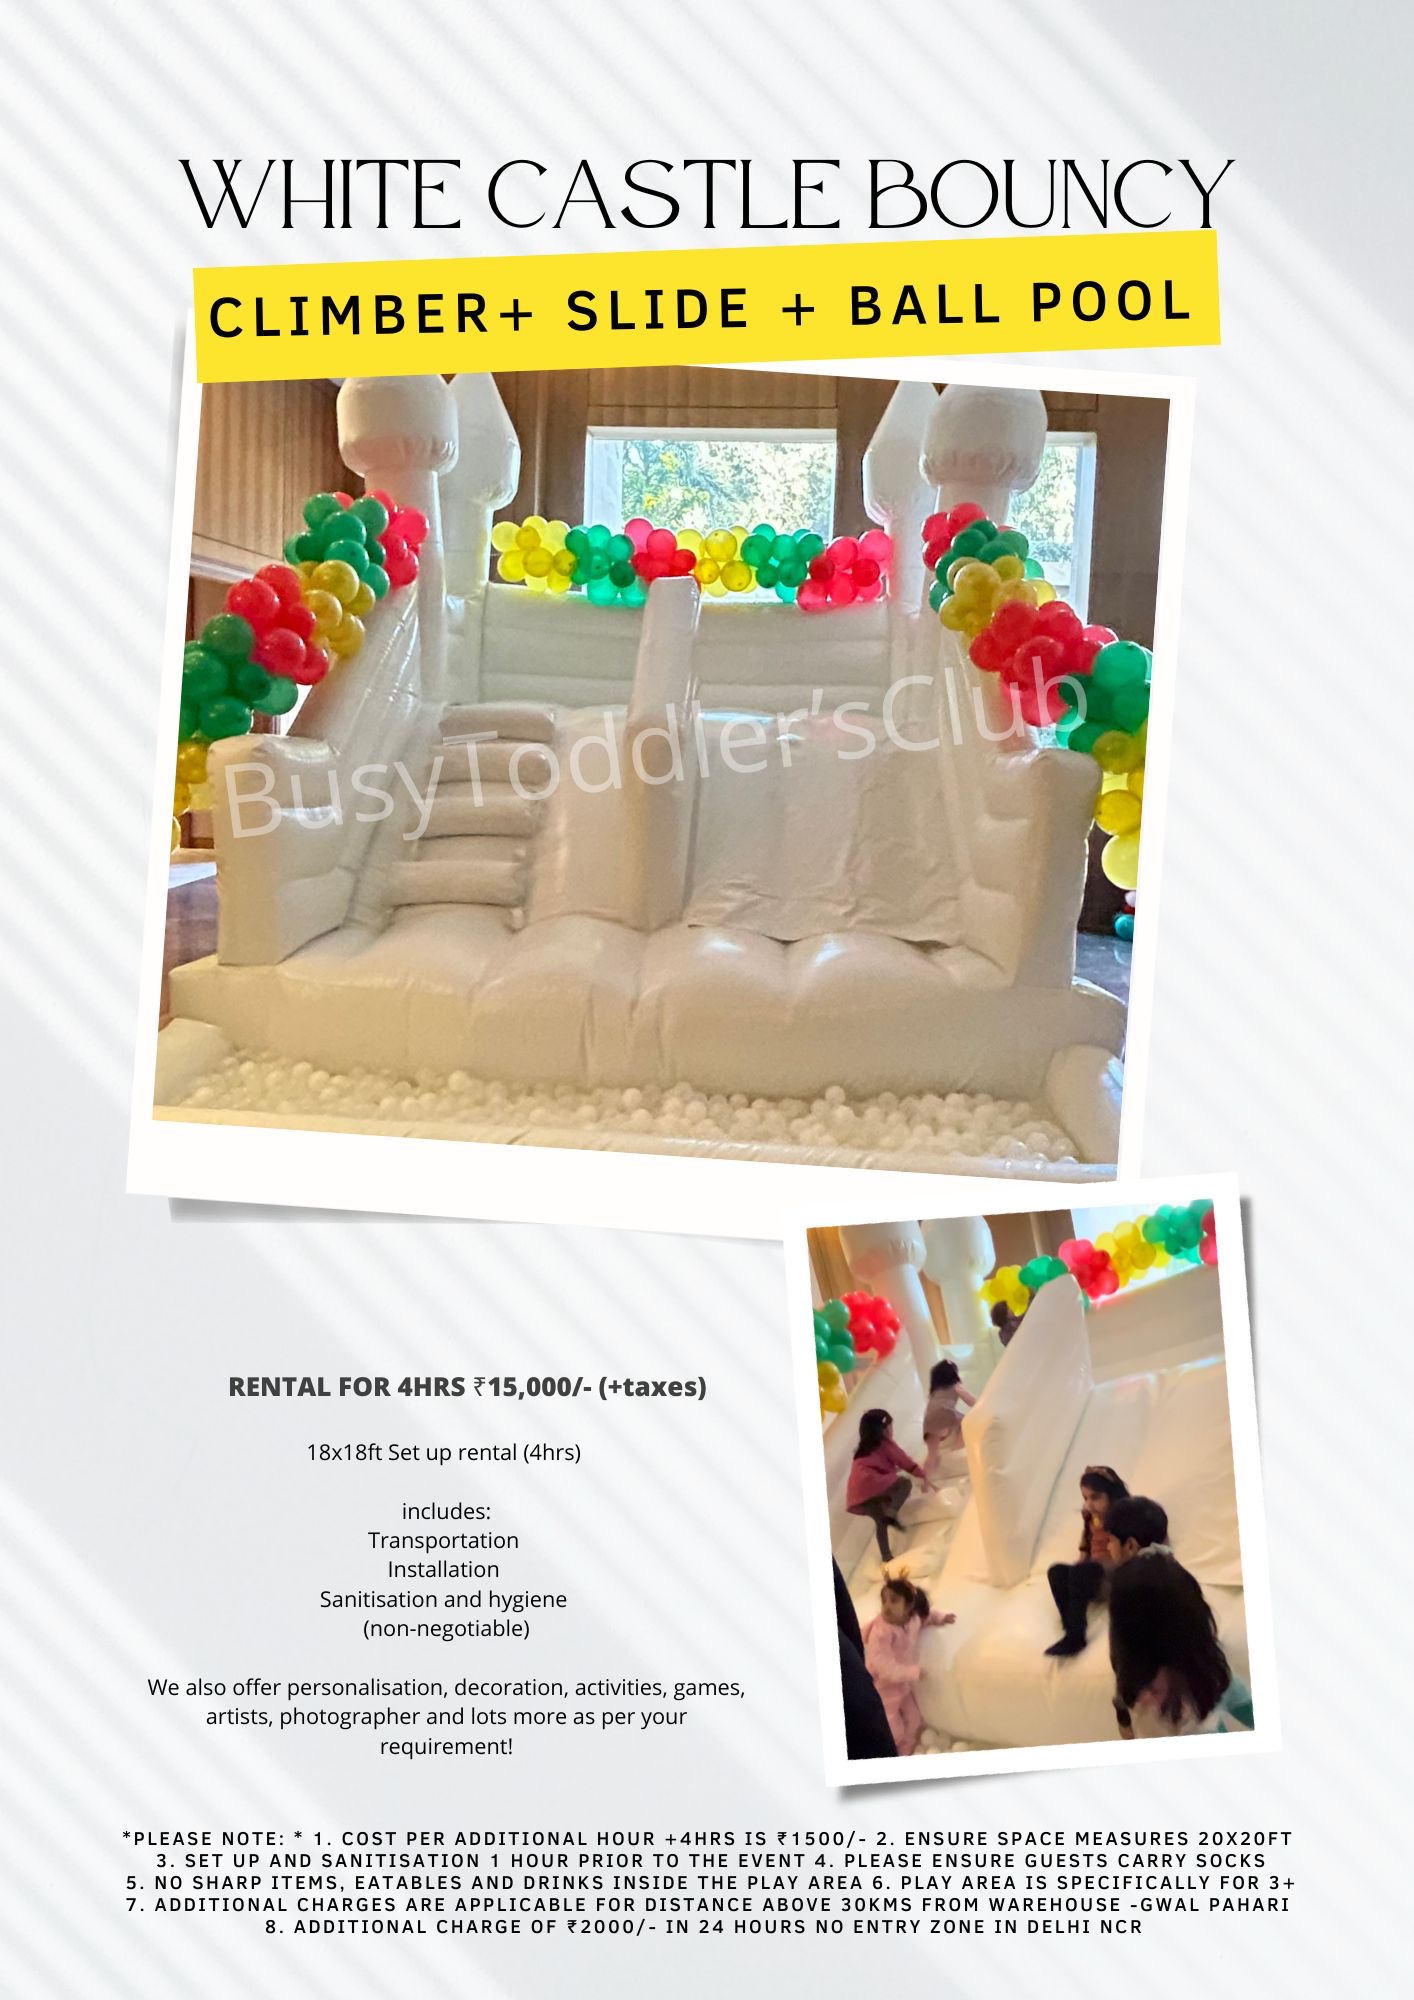 WHITE CASTLE BOUNCY
CLIMBER+ SLIDE + BALL POOL
BusyToddler'sClub
RENTAL FOR 4HRS ₹15,000/- (+taxes)
18x18ft Set up rental (4hrs)
includes:
Transportation
Installation
Sanitisation and hygiene
(non-negotiable)
We also offer personalisation, decoration, activities, games,
artists, photographer and lots more as per your
requirement!
*PLEASE NOTE: * 1. COST PER ADDITIONAL HOUR +4HRS IS ₹1500/- 2. ENSURE SPACE MEASURES 20X20FT
3. SET UP AND SANITISATION 1 HOUR PRIOR TO THE EVENT 4. PLEASE ENSURE GUESTS CARRY SOCKS
5. NO SHARP ITEMS, EATABLES AND DRINKS INSIDE THE PLAY AREA 6. PLAY AREA IS SPECIFICALLY FOR 3+
7. ADDITIONAL CHARGES ARE APPLICABLE FOR DISTANCE ABOVE 30KMS FROM WAREHOUSE -GWAL PAHARI
8. ADDITIONAL CHARGE OF ₹2000/- IN 24 HOURS NO ENTRY ZONE IN DELHI NCR